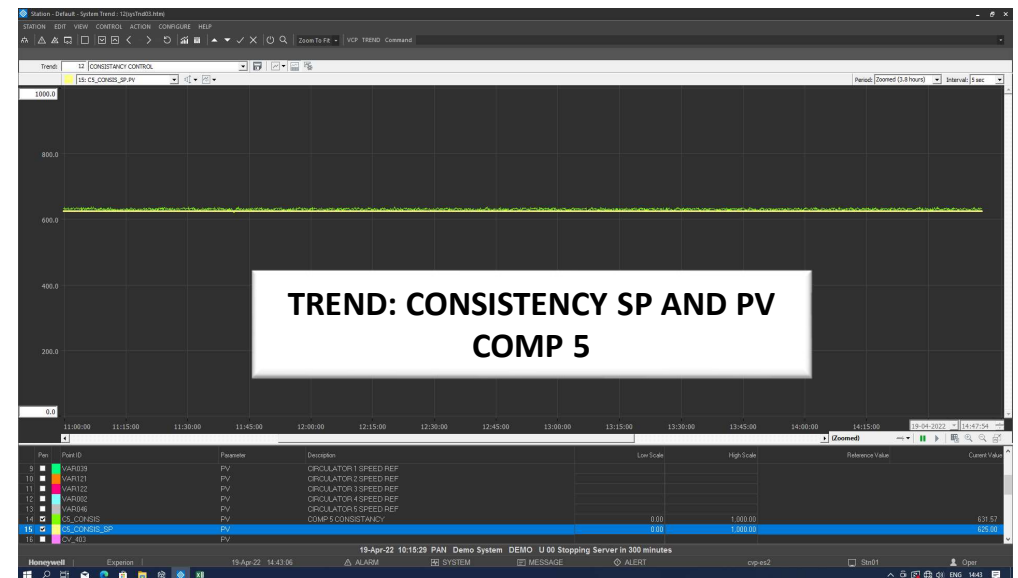 Station - Default - System Trend : 12(sysTrnd03.htm)
STATION EDIT VIEW CONTROL ACTION CONFIGURE HELP
Zoom To Fit VCP TREND Command
Trend: 12 CONSISTANCY CONTROL
15: C5_CONSIS_SP.PV Period: Zoomed (3.8 hours) Interval: 5 sec
1000.0
800.0
600.0
400.0
TREND: CONSISTENCY SP AND PV
COMP 5
200.0
0.0
11:00:00 11:15:00 11:30:00 11:45:00 12:00:00 12:15:00 12:30:00 12:45:00 13:00:00 13:15:00 13:30:00 13:45:00 14:00:00 14:15:00 19-04-2022 14:47:54
(Zoomed)
Pen Point ID Parameter Description Low Scale High Scale Reference Value Current Value
9 VAR039 PV CIRCULATOR 1 SPEED REF
10 VAR121 PV CIRCULATOR 2 SPEED REF
11 VAR122 PV CIRCULATOR 3 SPEED REF
12 VAR002 PV CIRCULATOR 4 SPEED REF
13 VAR046 PV CIRCULATOR 5 SPEED REF
14 C5_CONSIS PV COMP 5 CONSISTANCY 0.00 1,000.00 631.57
15 C5_CONSIS_SP PV 0.00 1,000.00 625.00
16 CV_403 PV
19-Apr-22 10:15:29 PAN Demo System DEMO U 00 Stopping Server in 300 minutes
Honeywell Experion 19-Apr-22 14:43:06 ALARM SYSTEM MESSAGE ALERT cvp-es2 Stn01 Oper
ENG 14:43